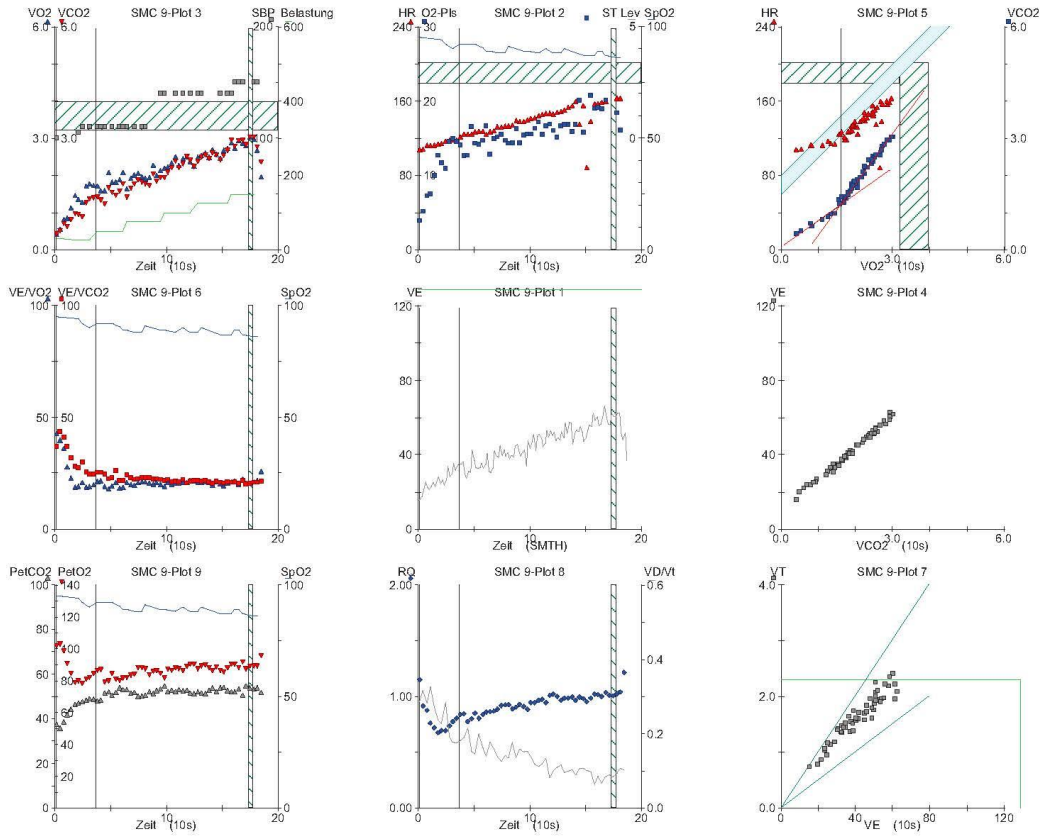 VO2 VCO2 SMC 9-Plot 3 SBP Belastung
6.0 6.0 200 600
400
3.0 3.0 100 300
200
0.0 0.0 0 0
0 10 20
Zeit (10s)
HR O2-Pls SMC 9-Plot 2 ST Lev SpO2
240 5 100
160 20
50
80 10
0 0 0
0 10 20
Zeit (10s)
HR SMC 9-Plot 5 VCO2
240 6.0
160
3.0
80
0 0.0
0.0 3.0 6.0
VO2 (10s)
VE/VO2 VE/VCO2 SMC 9-Plot 6 SpO2
100 100 100
50 50 50
0 0 0
0 10 20
Zeit (10s)
VE SMC 9-Plot 1
120
80
40
0
0 10 20
Zeit (SMTH)
VE SMC 9-Plot 4
120
80
40
0
0.0 3.0 6.0
VCO2 (10s)
PetCO2 PetO2 SMC 9-Plot 9 SpO2
100 140 100
120
80
100
60 80
50
40 60
40
20
20
0 0
0 10 20
Zeit (10s)
RQ SMC 9-Plot 8 VD/Vt
2.00 0.6
0.4
1.00
0.2
0.00 0.0
0 10 20
Zeit (10s)
VT SMC 9-Plot 7
4.0
2.0
0.0
0 40 80 120
VE (10s)